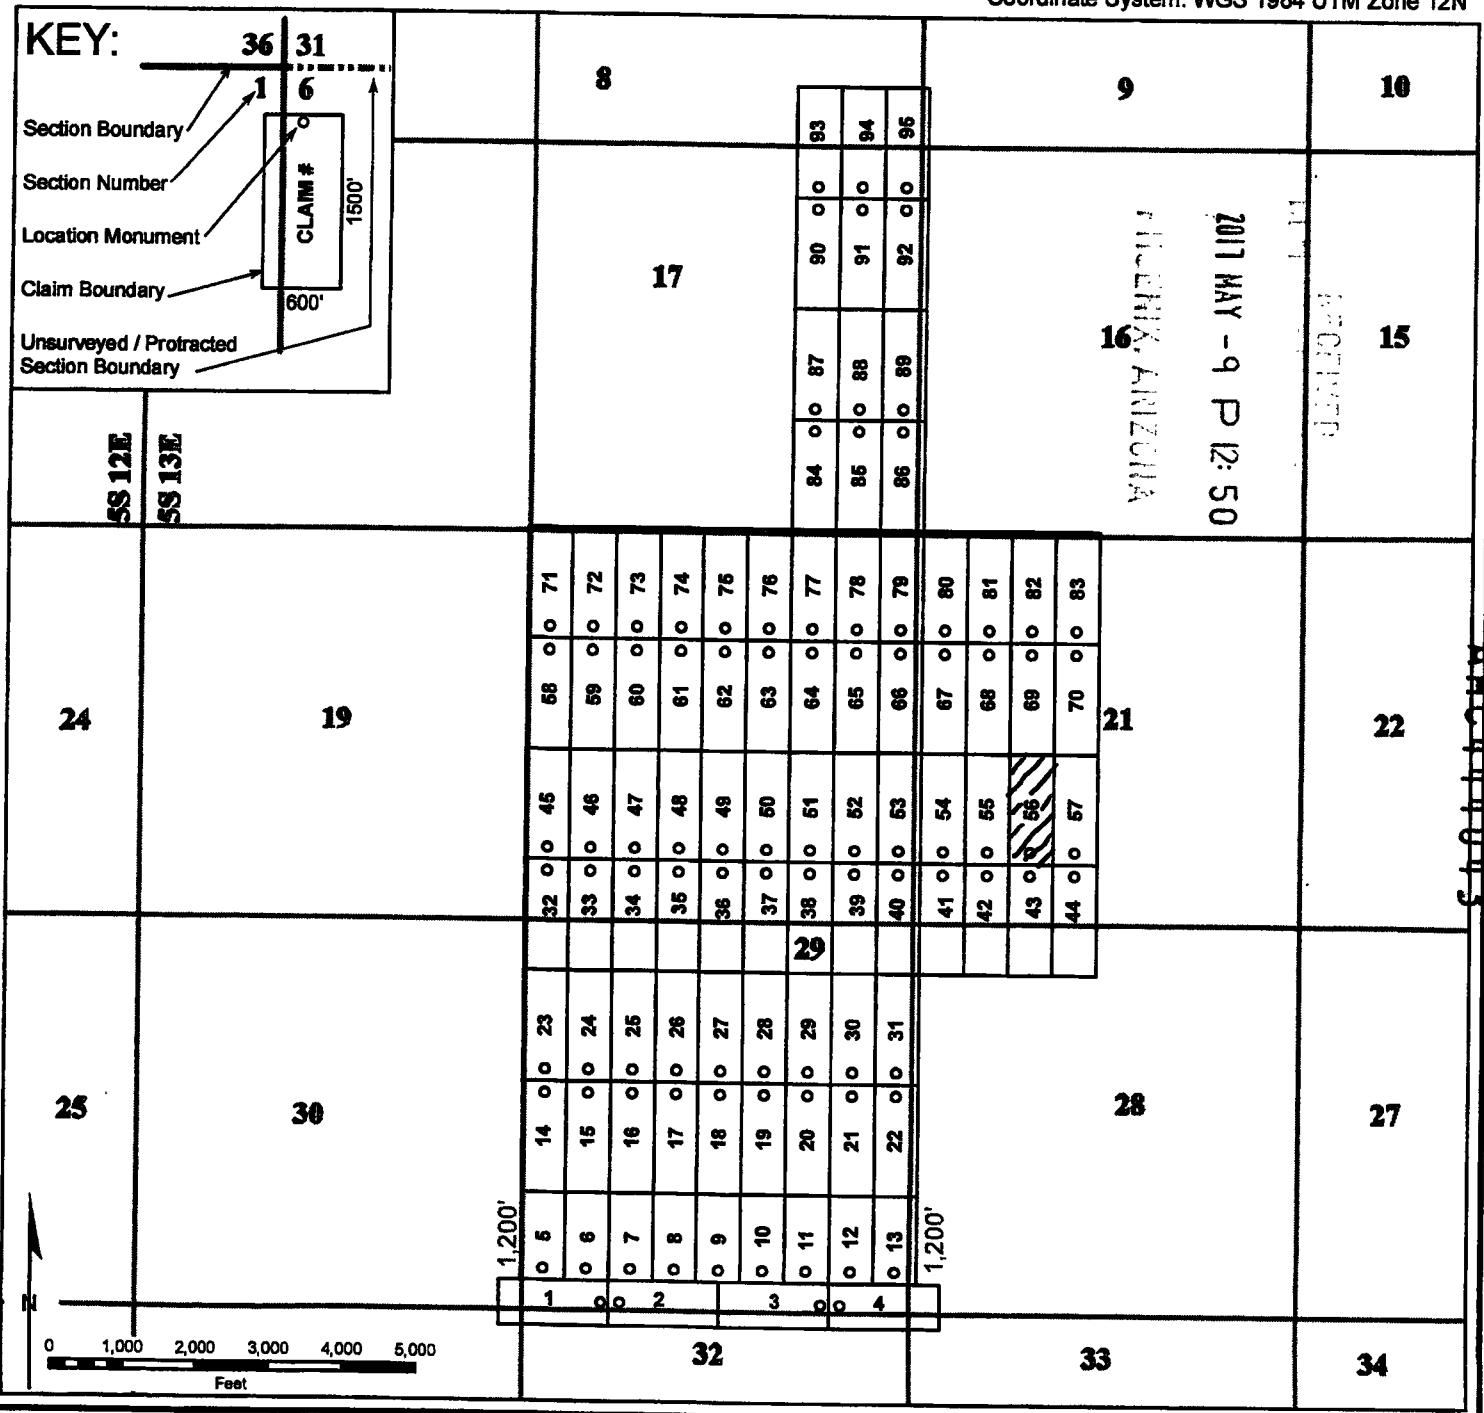 Coordinate System: WGS 1984 UTM Zone 12N
KEY:
36 31
1 6
Section Boundary
Section Number
Location Monument
Claim Boundary
Unsurveyed / Protracted
Section Boundary
CLAIM #
1500'
600'
8 9 10
93 94 95
17 16 15
90 91 92
87 88 89
84 85 86
2017 MAY -9 P 12:50
ARIZONA
5S 12E
5S 13E
71 72 73 74 75 76 77 78 79 80 81 82 83
58 59 60 61 62 63 64 65 66 67 68 69 70
24 19 21 22
45 46 47 48 49 50 51 52 53 54 55 56 57
32 33 34 35 36 37 38 39 40 41 42 43 44
29
23 24 25 26 27 28 29 30 31
25 30 28 27
14 15 16 17 18 19 20 21 22
1,200' 5 6 7 8 9 10 11 12 13 1,200'
1 2 3 4
N
0 1,000 2,000 3,000 4,000 5,000
Feet
32 33 34